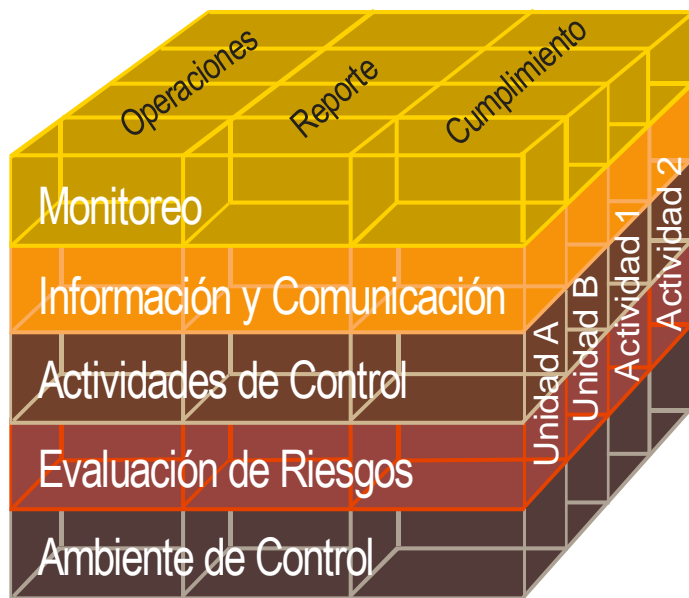 Operaciones
Reporte
Cumplimiento
Monitoreo
Información y Comunicación
Actividades de Control
Evaluación de Riesgos
Ambiente de Control
Unidad A
Unidad B
Actividad 1
Actividad 2